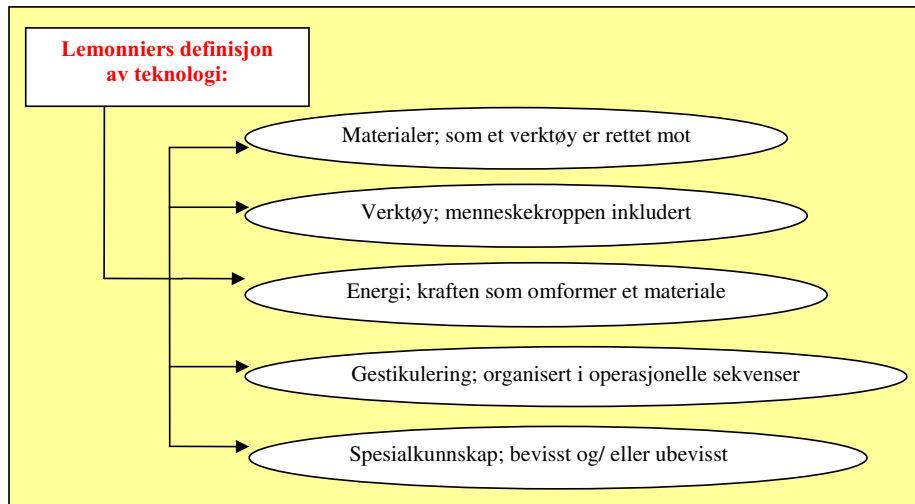 Lemonniers definisjon
av teknologi:
Materialer; som et verktøy er rettet mot
Verktøy; menneskekroppen inkludert
Energi; kraften som omformer et materiale
Gestikulering; organisert i operasjonelle sekvenser
Spesialkunnskap; bevisst og/ eller ubevisst